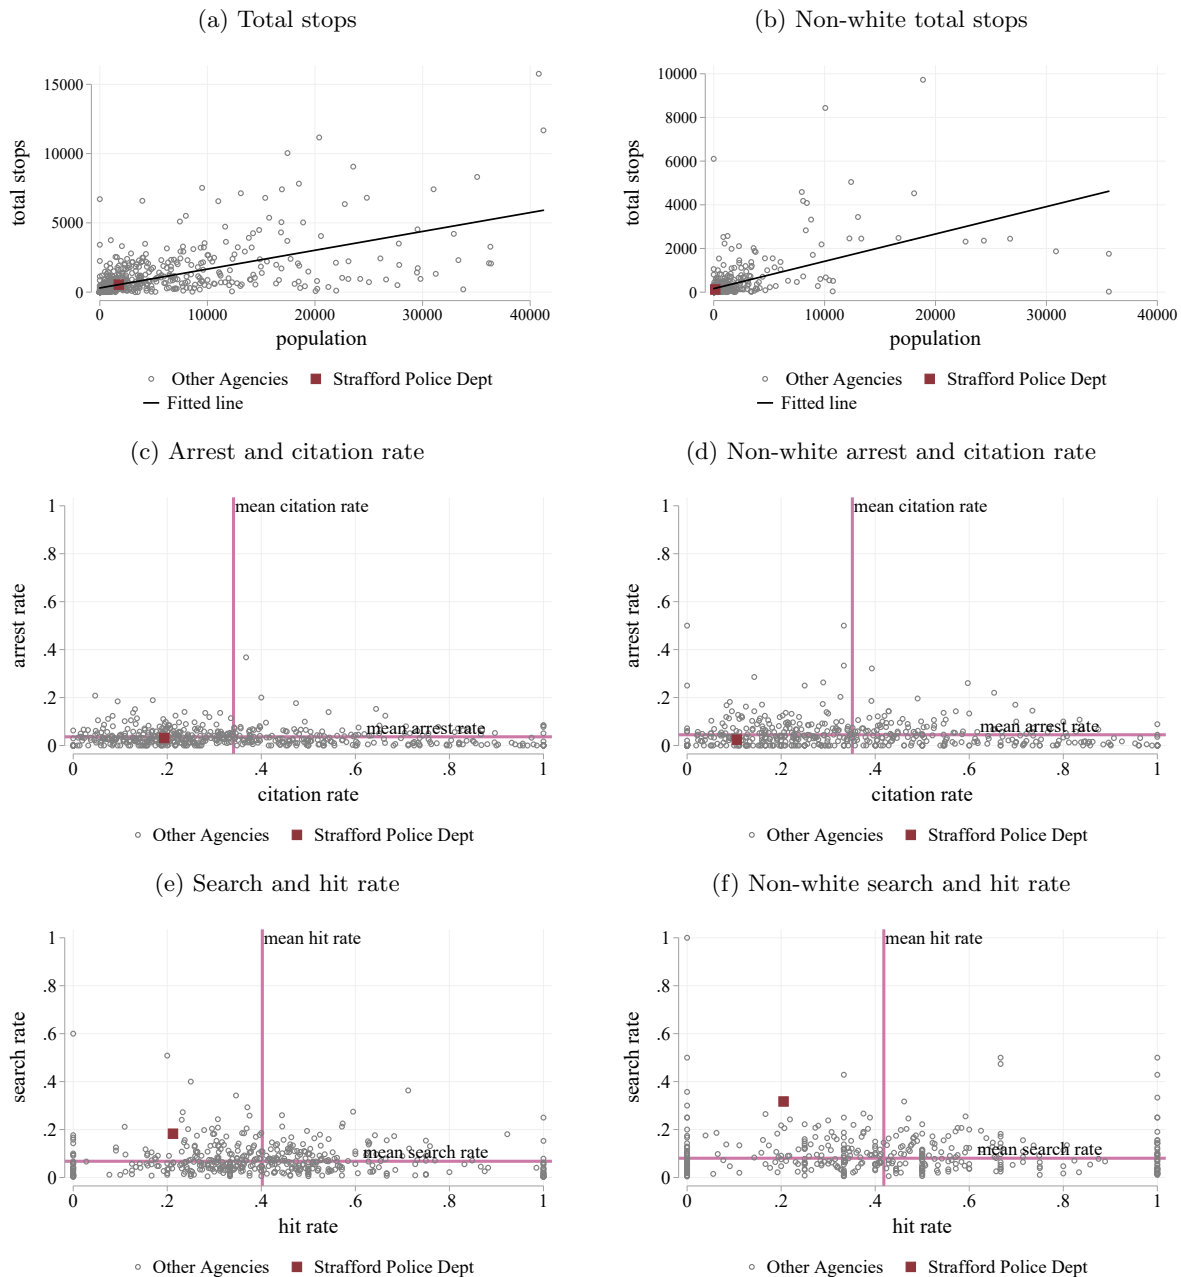 (a) Total stops
15000
10000
5000
0
total stops
0 10000 20000 30000 40000
population
Other Agencies Strafford Police Dept
Fitted line
(b) Non-white total stops
10000
8000
6000
4000
2000
0
total stops
0 10000 20000 30000 40000
population
Other Agencies Strafford Police Dept
Fitted line
(c) Arrest and citation rate
mean citation rate
1
.8
.6
.4
.2
0
arrest rate
mean arrest rate
0 .2 .4 .6 .8 1
citation rate
Other Agencies Strafford Police Dept
(d) Non-white arrest and citation rate
mean citation rate
1
.8
.6
.4
.2
0
arrest rate
mean arrest rate
0 .2 .4 .6 .8 1
citation rate
Other Agencies Strafford Police Dept
(e) Search and hit rate
mean hit rate
1
.8
.6
.4
.2
0
search rate
mean search rate
0 .2 .4 .6 .8 1
hit rate
Other Agencies Strafford Police Dept
(f) Non-white search and hit rate
mean hit rate
1
.8
.6
.4
.2
0
search rate
mean search rate
0 .2 .4 .6 .8 1
hit rate
Other Agencies Strafford Police Dept